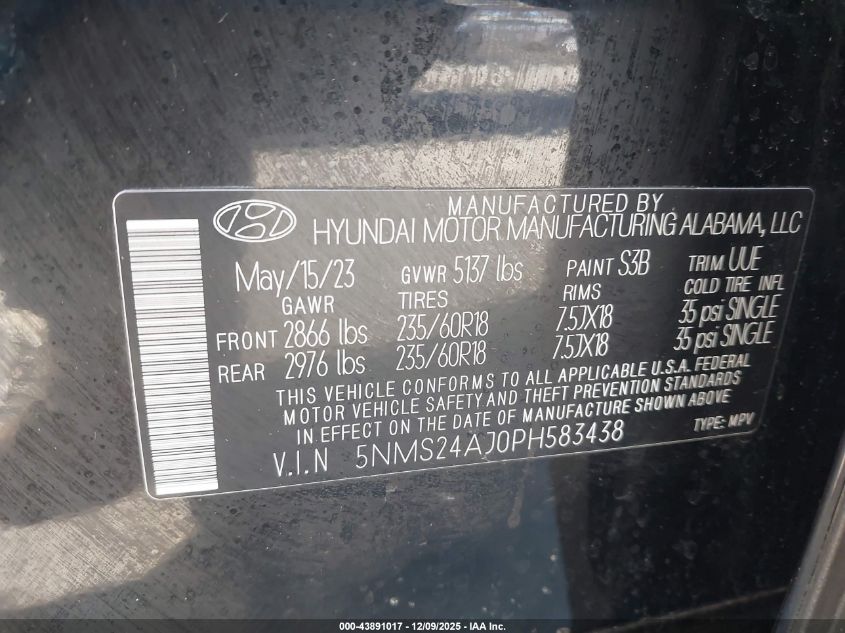 MANUFACTURED BY
HYUNDAI MOTOR MANUFACTURING ALABAMA, LLC
May/15/23 GVWR 5137 lbs PAINT S3B TRIM UUE
GAWR TIRES RIMS COLD TIRE INFL
FRONT 2866 lbs 235/60R18 7.5JX18 35 psi SINGLE
REAR 2976 lbs 235/60R18 7.5JX18 35 psi SINGLE
THIS VEHICLE CONFORMS TO ALL APPLICABLE U.S.A. FEDERAL
MOTOR VEHICLE SAFETY AND THEFT PREVENTION STANDARDS
IN EFFECT ON THE DATE OF MANUFACTURE SHOWN ABOVE
V.I.N 5NMS24AJ0PH583438 TYPE: MPV
000-43891017 - 12/09/2025 - IAA Inc.